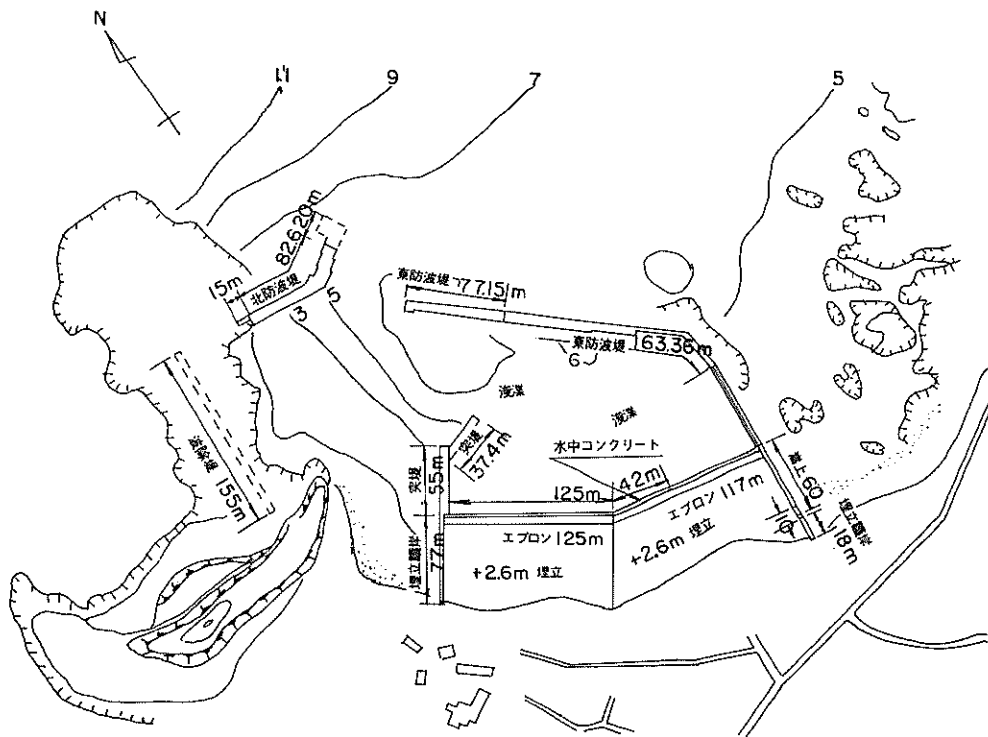 N
11
9
7
5
82.620m
15m
北防波堤
3
5
東防波堤
77.15m
東防波堤
63.36m
6
浚渫
浚渫
水中コンクリート
突堤
37.4m
突堤
55m
波除堤 155m
125m
42m
嵩上60
エプロン 117m
エプロン 125m
埋立護岸
77m
+2.6m 埋立
+2.6m 埋立
埋立護岸
18m